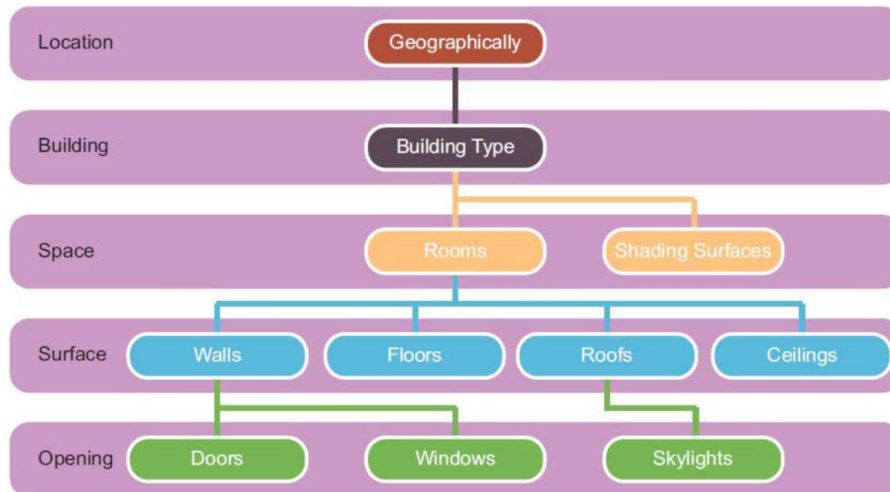 Location
Geographically
Building
Building Type
Space
Rooms
Shading Surfaces
Surface
Walls
Floors
Roofs
Ceilings
Opening
Doors
Windows
Skylights